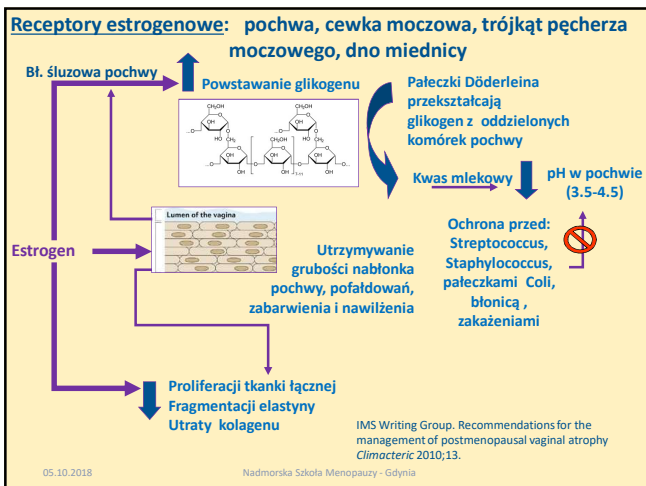 Receptory estrogenowe: pochwa, cewka moczowa, trójkąt pęcherza
moczowego, dno miednicy
Bł. śluzowa pochwy
Powstawanie glikogenu
Pałeczki Döderleina
przekształcają
glikogen z oddzielonych
komórek pochwy
Kwas mlekowy
pH w pochwie
(3.5-4.5)
Lumen of the vagina
Estrogen
Utrzymywanie
grubości nabłonka
pochwy, pofałdowań,
zabarwienia i nawilżenia
Ochrona przed:
Streptococcus,
Staphylococcus,
pałeczkami Coli,
błonicą ,
zakażeniami
Proliferacji tkanki łącznej
Fragmentacji elastyny
Utraty kolagenu
IMS Writing Group. Recommendations for the
management of postmenopausal vaginal atrophy
Climacteric 2010;13.
05.10.2018
Nadmorska Szkoła Menopauzy - Gdynia